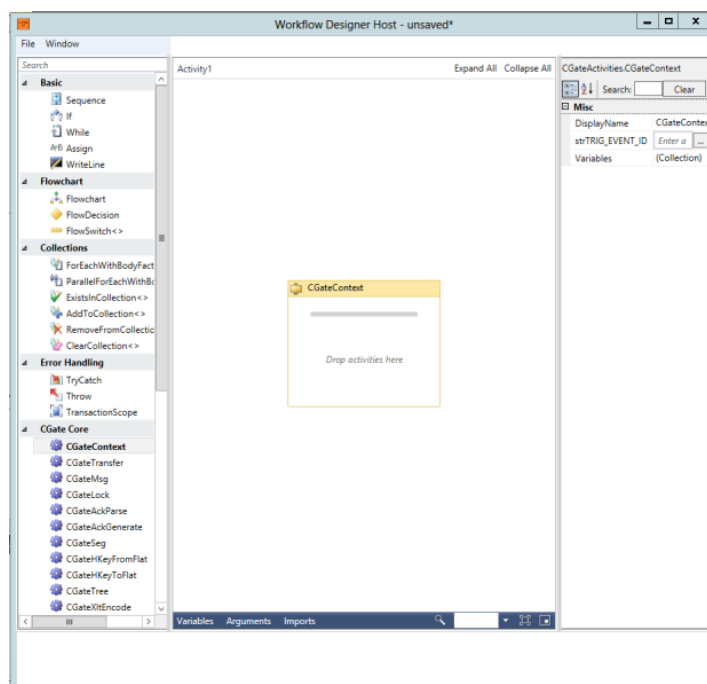 Workflow Designer Host - unsaved*
File Window
Search
Basic
Sequence
If
While
A+B Assign
WriteLine
Flowchart
Flowchart
FlowDecision
FlowSwitch<>
Collections
ForEachWithBodyFact
ParallelForEachWithBo
ExistsInCollection<>
AddToCollection<>
RemoveFromCollectio
ClearCollection<>
Error Handling
TryCatch
Throw
TransactionScope
CGate Core
CGateContext
CGateTransfer
CGateMsg
CGateLock
CGateAckParse
CGateAckGenerate
CGateSeg
CGateHKeyFromFlat
CGateHKeyToFlat
CGateTree
CGateXltEncode
Activity1 Expand All Collapse All
CGateContext
Drop activities here
Variables Arguments Imports
CGateActivities.CGateContext
Search: Clear
Misc
DisplayName CGateContex
strTRIG_EVENT_ID Enter a ...
Variables (Collection)